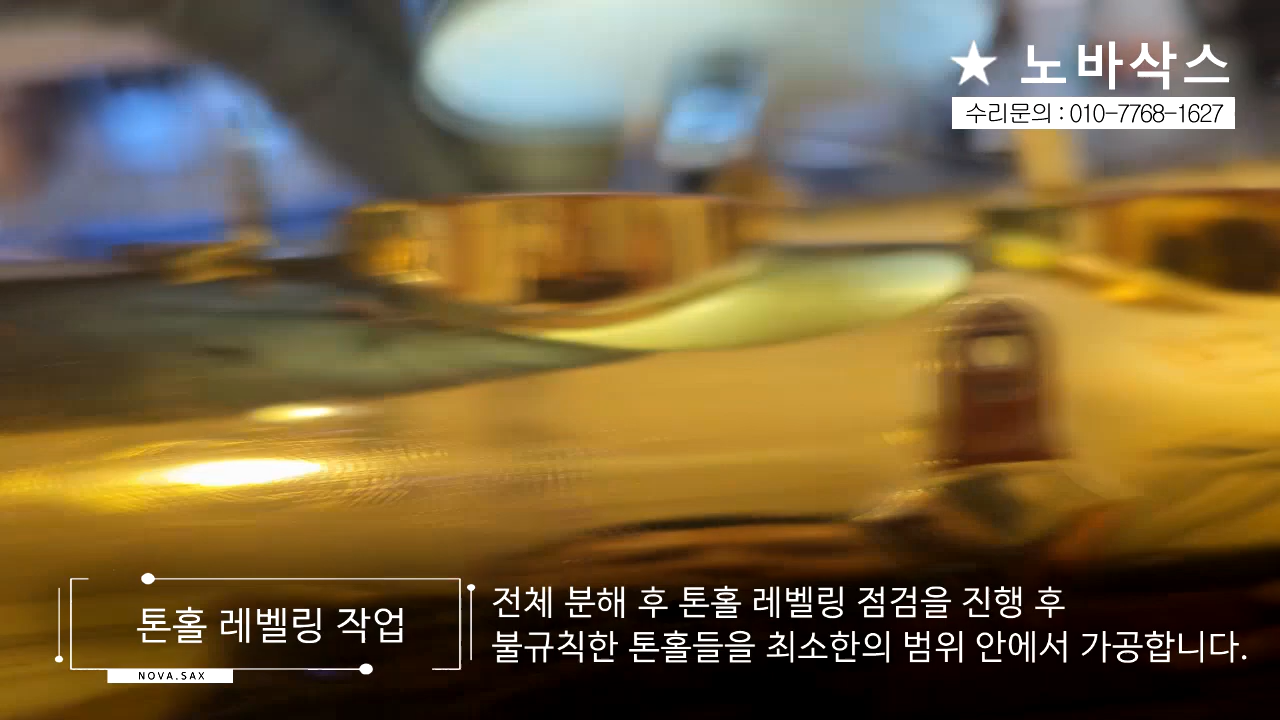 ★ 노바삭스
수리문의 : 010-7768-1627
톤홀 레벨링 작업
NOVA.SAX
전체 분해 후 톤홀 레벨링 점검을 진행 후
불규칙한 톤홀들을 최소한의 범위 안에서 가공합니다.